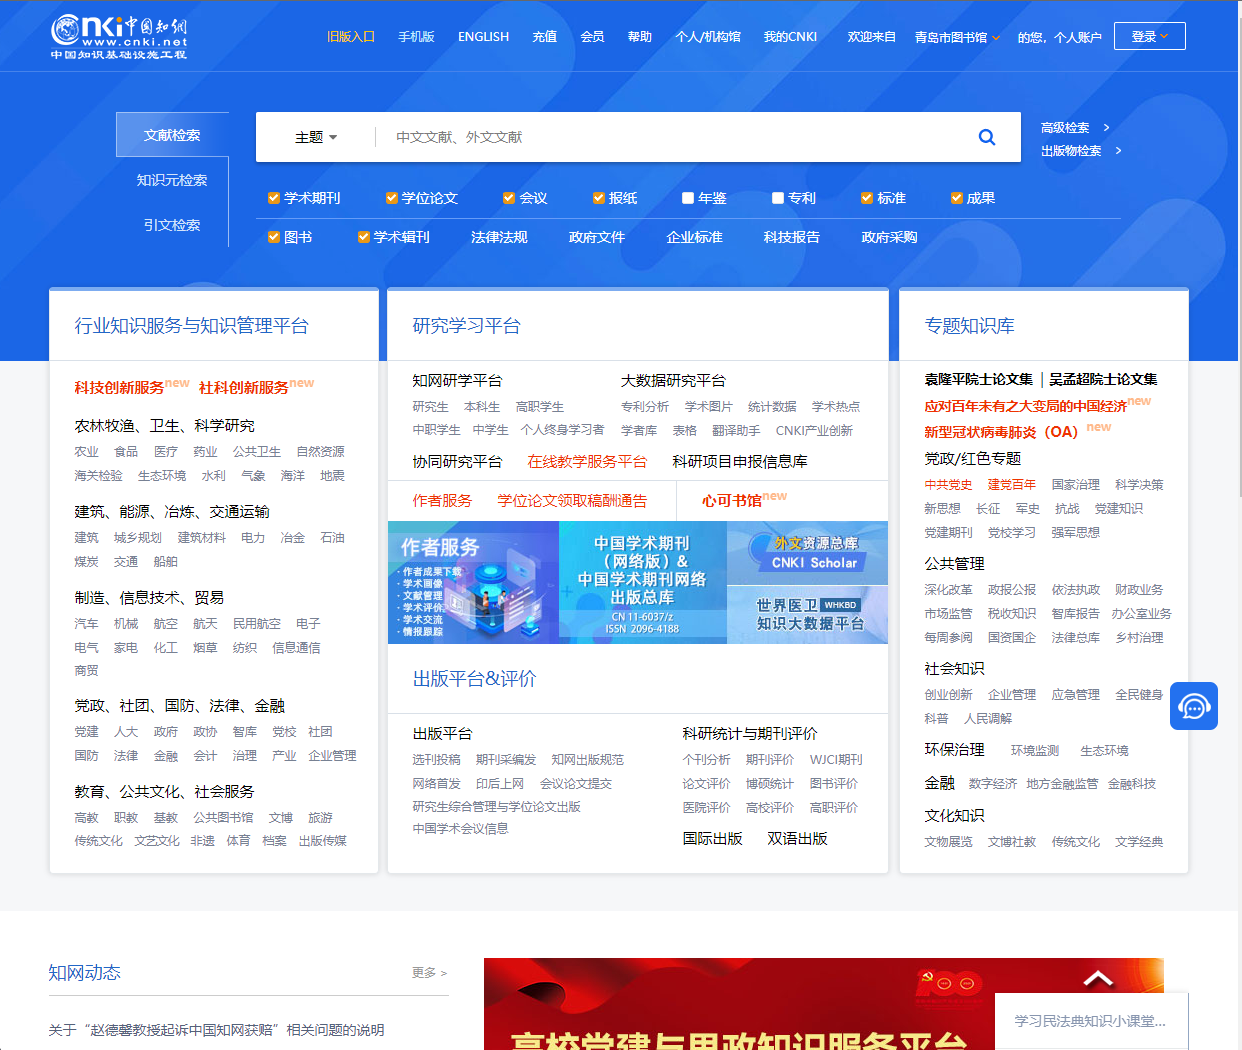 cnki中国知网
www.cnki.net
中国知识基础设施工程
旧版入口 手机版 ENGLISH 充值 会员 帮助 个人/机构馆 我的CNKI 欢迎来自 青岛市图书馆 的您，个人账户 登录
文献检索
知识元检索
引文检索
主题 中文文献、外文文献
高级检索 >
出版物检索 >
学术期刊 学位论文 会议 报纸 年鉴 专利 标准 成果
图书 学术辑刊 法律法规 政府文件 企业标准 科技报告 政府采购
行业知识服务与知识管理平台
科技创新服务new 社科创新服务new
农林牧渔、卫生、科学研究
农业 食品 医疗 药业 公共卫生 自然资源
海关检验 生态环境 水利 气象 海洋 地震
建筑、能源、冶炼、交通运输
建筑 城乡规划 建筑材料 电力 冶金 石油
煤炭 交通 船舶
制造、信息技术、贸易
汽车 机械 航空 航天 民用航空 电子
电气 家电 化工 烟草 纺织 信息通信
商贸
党政、社团、国防、法律、金融
党建 人大 政府 政协 智库 党校 社团
国防 法律 金融 会计 治理 产业 企业管理
教育、公共文化、社会服务
高教 职教 基教 公共图书馆 文博 旅游
传统文化 文艺文化 非遗 体育 档案 出版传媒
研究学习平台
知网研学平台
研究生 本科生 高职学生
中职学生 中学生 个人终身学习者
大数据研究平台
专利分析 学术图片 统计数据 学术热点
学者库 表格 翻译助手 CNKI产业创新
协同研究平台 在线教学服务平台 科研项目申报信息库
作者服务 学位论文领取稿酬通告 心可书馆new
作者服务
·作者成果下载
·学术画像
·文献管理
·学术评价
·学术交流
·情报跟踪
中国学术期刊
（网络版）&
中国学术期刊网络
出版总库
CN 11-6037/z
ISSN 2096-4188
外文资源总库
CNKI Scholar
世界医卫 WHKBD
知识大数据平台
出版平台&评价
出版平台
选刊投稿 期刊采编发 知网出版规范
网络首发 印后上网 会议论文提交
研究生综合管理与学位论文出版
中国学术会议信息
科研统计与期刊评价
个刊分析 期刊评价 WJCI期刊
论文评价 博硕统计 图书评价
医院评价 高校评价 高职评价
国际出版 双语出版
专题知识库
袁隆平院士论文集 | 吴孟超院士论文集
应对百年未有之大变局的中国经济new
新型冠状病毒肺炎（OA）new
党政/红色专题
中共党史 建党百年 国家治理 科学决策
新思想 长征 军史 抗战 党建知识
党建期刊 党校学习 强军思想
公共管理
深化改革 政报公报 依法执政 财政业务
市场监管 税收知识 智库报告 办公室业务
每周参阅 国资国企 法律总库 乡村治理
社会知识
创业创新 企业管理 应急管理 全民健身
科普 人民调解
环保治理 环境监测 生态环境
金融 数字经济 地方金融监管 金融科技
文化知识
文物展览 文博社教 传统文化 文学经典
知网动态 更多 >
关于“赵德馨教授起诉中国知网获赔”相关问题的说明
100
高校党建与思政知识服务平台
学习民法典知识小课堂...